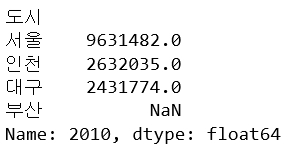 도시
서울    9631482.0
인천    2632035.0
대구    2431774.0
부산          NaN
Name: 2010, dtype: float64